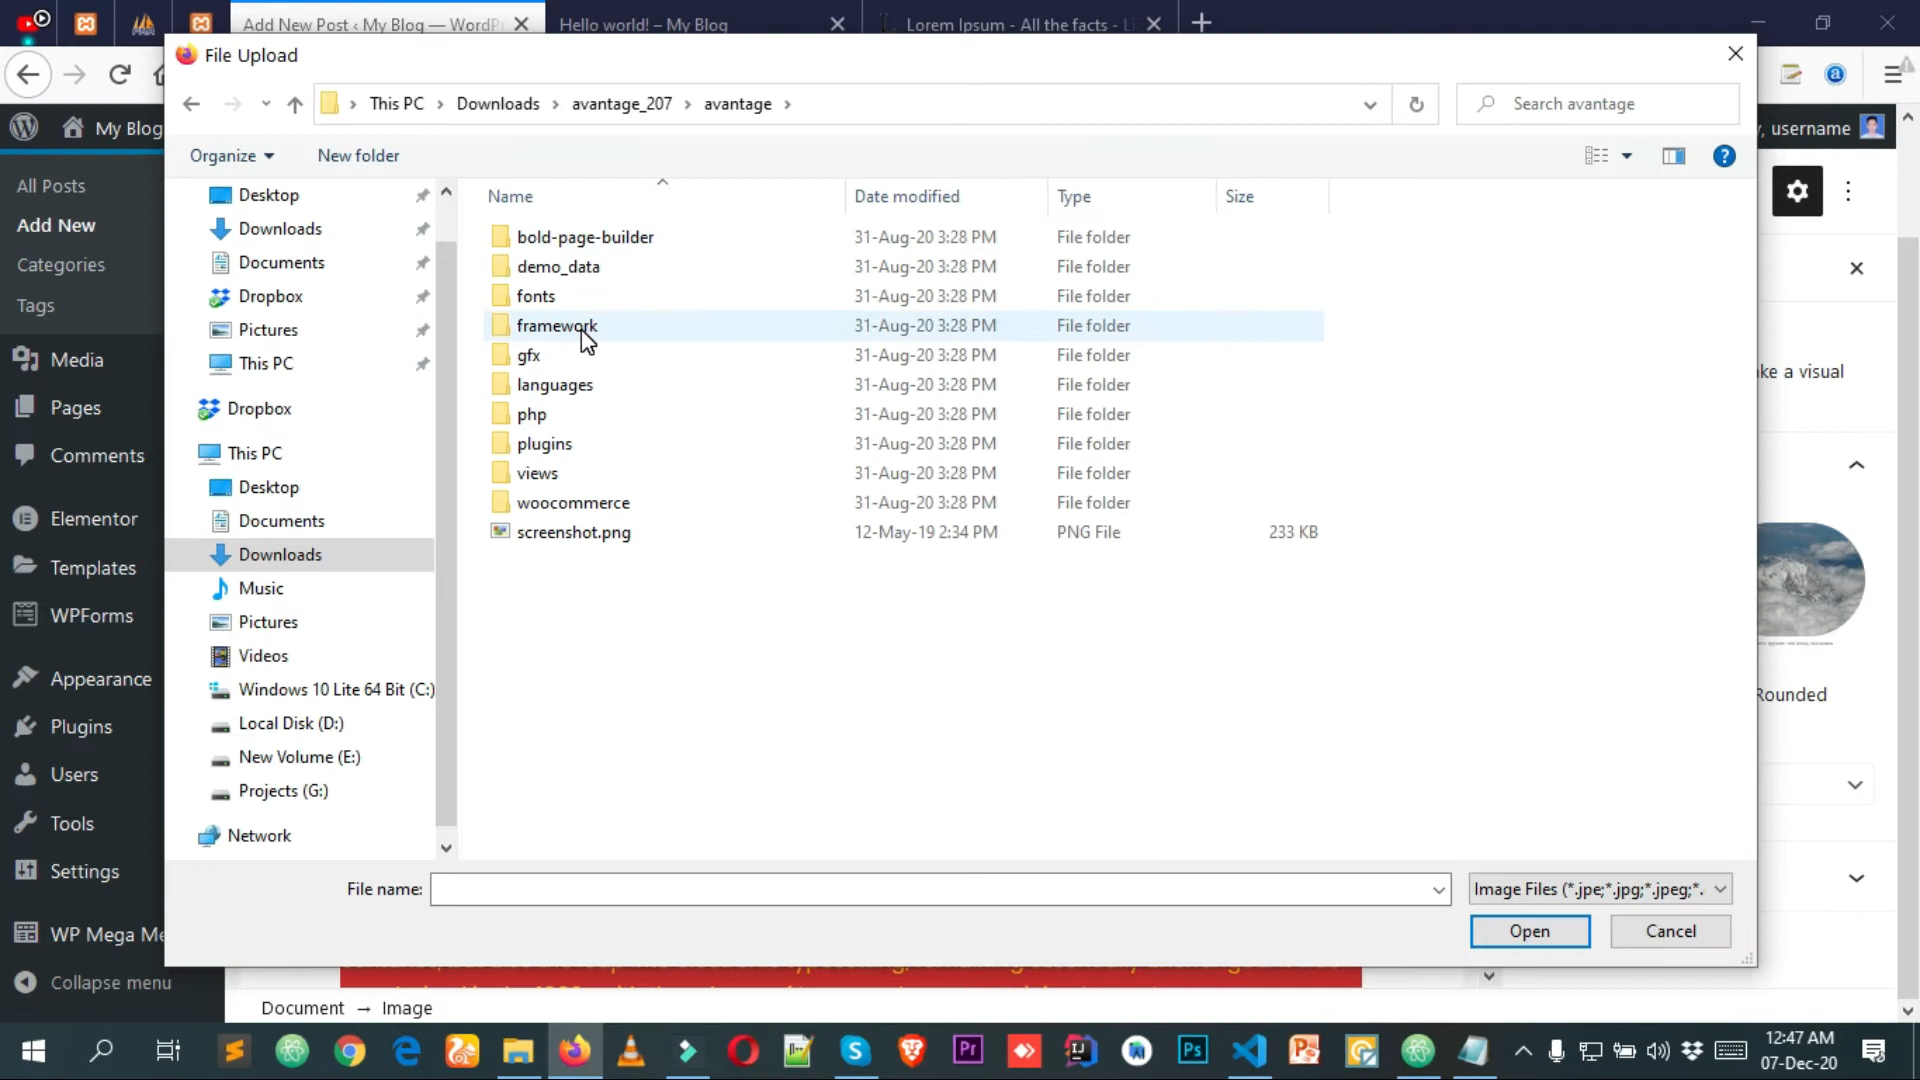 Add New Post ‹ My Blog — WordPr
Hello world! – My Blog
Lorem Ipsum - All the facts - Li
File Upload
This PC
Downloads
avantage_207
avantage
Search avantage
My Blog
, username
Organize
New folder
All Posts
Add New
Categories
Tags
Media
Pages
Comments
Elementor
Templates
WPForms
Appearance
Plugins
Users
Tools
Settings
WP Mega Me
Collapse menu
Desktop
Downloads
Documents
Dropbox
Pictures
This PC
Dropbox
This PC
Desktop
Documents
Downloads
Music
Pictures
Videos
Windows 10 Lite 64 Bit (C:)
Local Disk (D:)
New Volume (E:)
Projects (G:)
Network
Name Date modified Type Size
bold-page-builder 31-Aug-20 3:28 PM File folder
demo_data 31-Aug-20 3:28 PM File folder
fonts 31-Aug-20 3:28 PM File folder
framework 31-Aug-20 3:28 PM File folder
gfx 31-Aug-20 3:28 PM File folder
languages 31-Aug-20 3:28 PM File folder
php 31-Aug-20 3:28 PM File folder
plugins 31-Aug-20 3:28 PM File folder
views 31-Aug-20 3:28 PM File folder
woocommerce 31-Aug-20 3:28 PM File folder
screenshot.png 12-May-19 2:34 PM PNG File 233 KB
ke a visual
Rounded
File name:
Image Files (*.jpe;*.jpg;*.jpeg;*.
Open
Cancel
Document → Image
12:47 AM
07-Dec-20